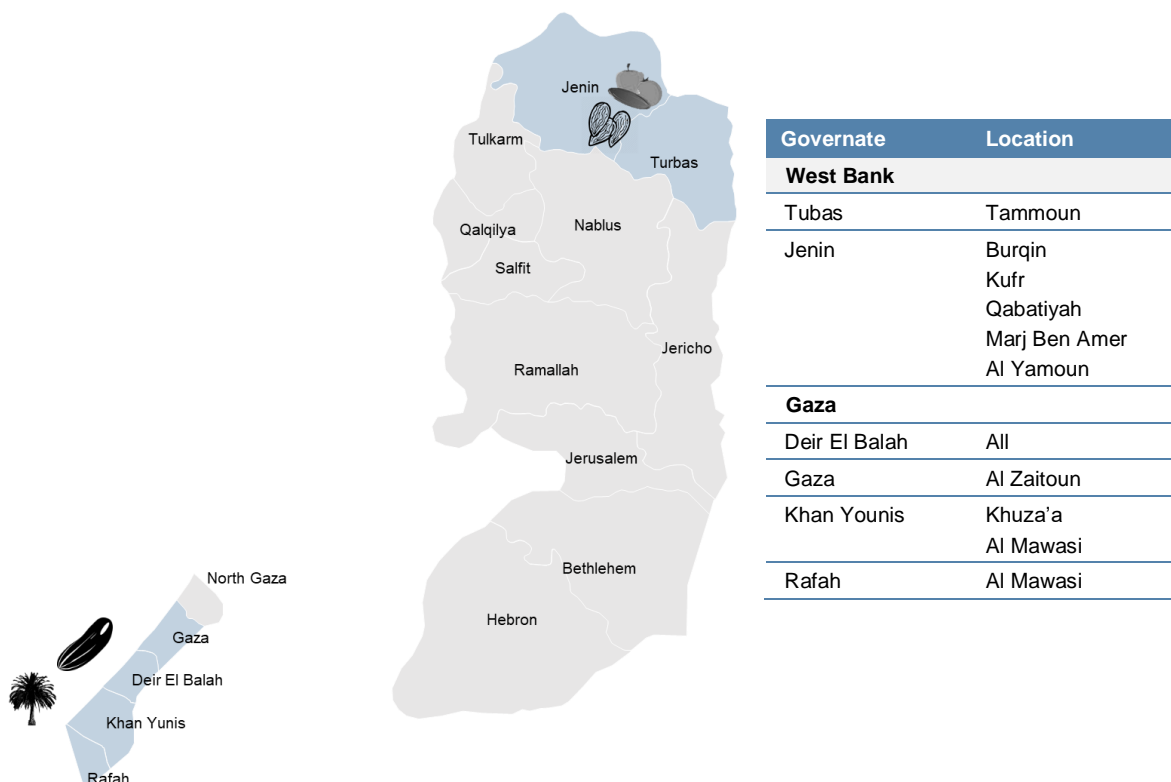 Jenin
Tulkarm
Turbas
Qalqilya
Nablus
Salfit
Jericho
Ramallah
Jerusalem
Bethlehem
Hebron
North Gaza
Gaza
Deir El Balah
Khan Yunis
Rafah
Governate Location
West Bank
Tubas Tammoun
Jenin Burqin
Kufr
Qabatiyah
Marj Ben Amer
Al Yamoun
Gaza
Deir El Balah All
Gaza Al Zaitoun
Khan Younis Khuza’a
Al Mawasi
Rafah Al Mawasi